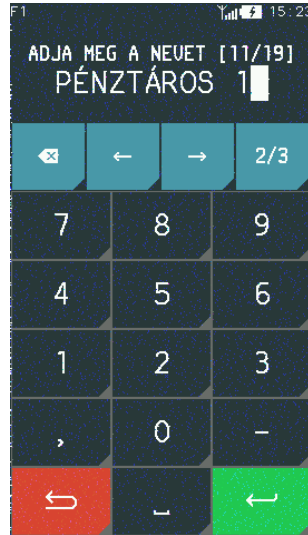 F1 15:23
ADJA MEG A NEVET [11/19]
PÉNZTÁROS 1
← → 2/3
7 8 9
4 5 6
1 2 3
, 0 -